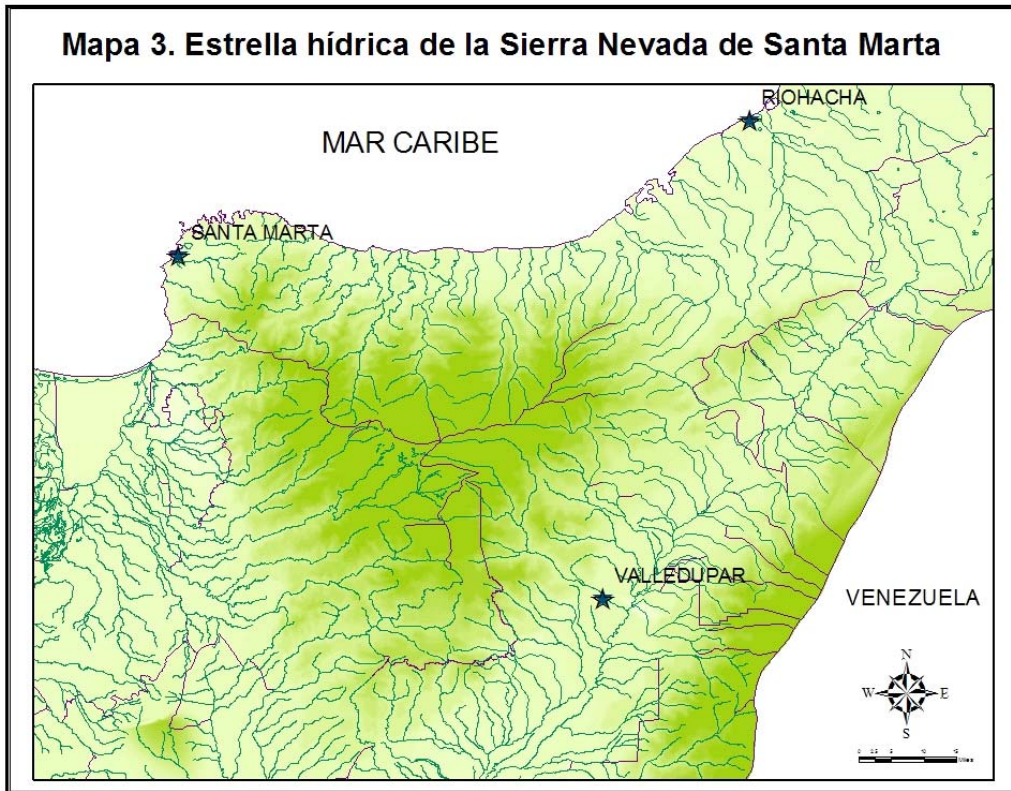 Mapa 3. Estrella hídrica de la Sierra Nevada de Santa Marta
RIOHACHA
MAR CARIBE
SANTA MARTA
VALLEDUPAR
VENEZUELA
N
W E
S